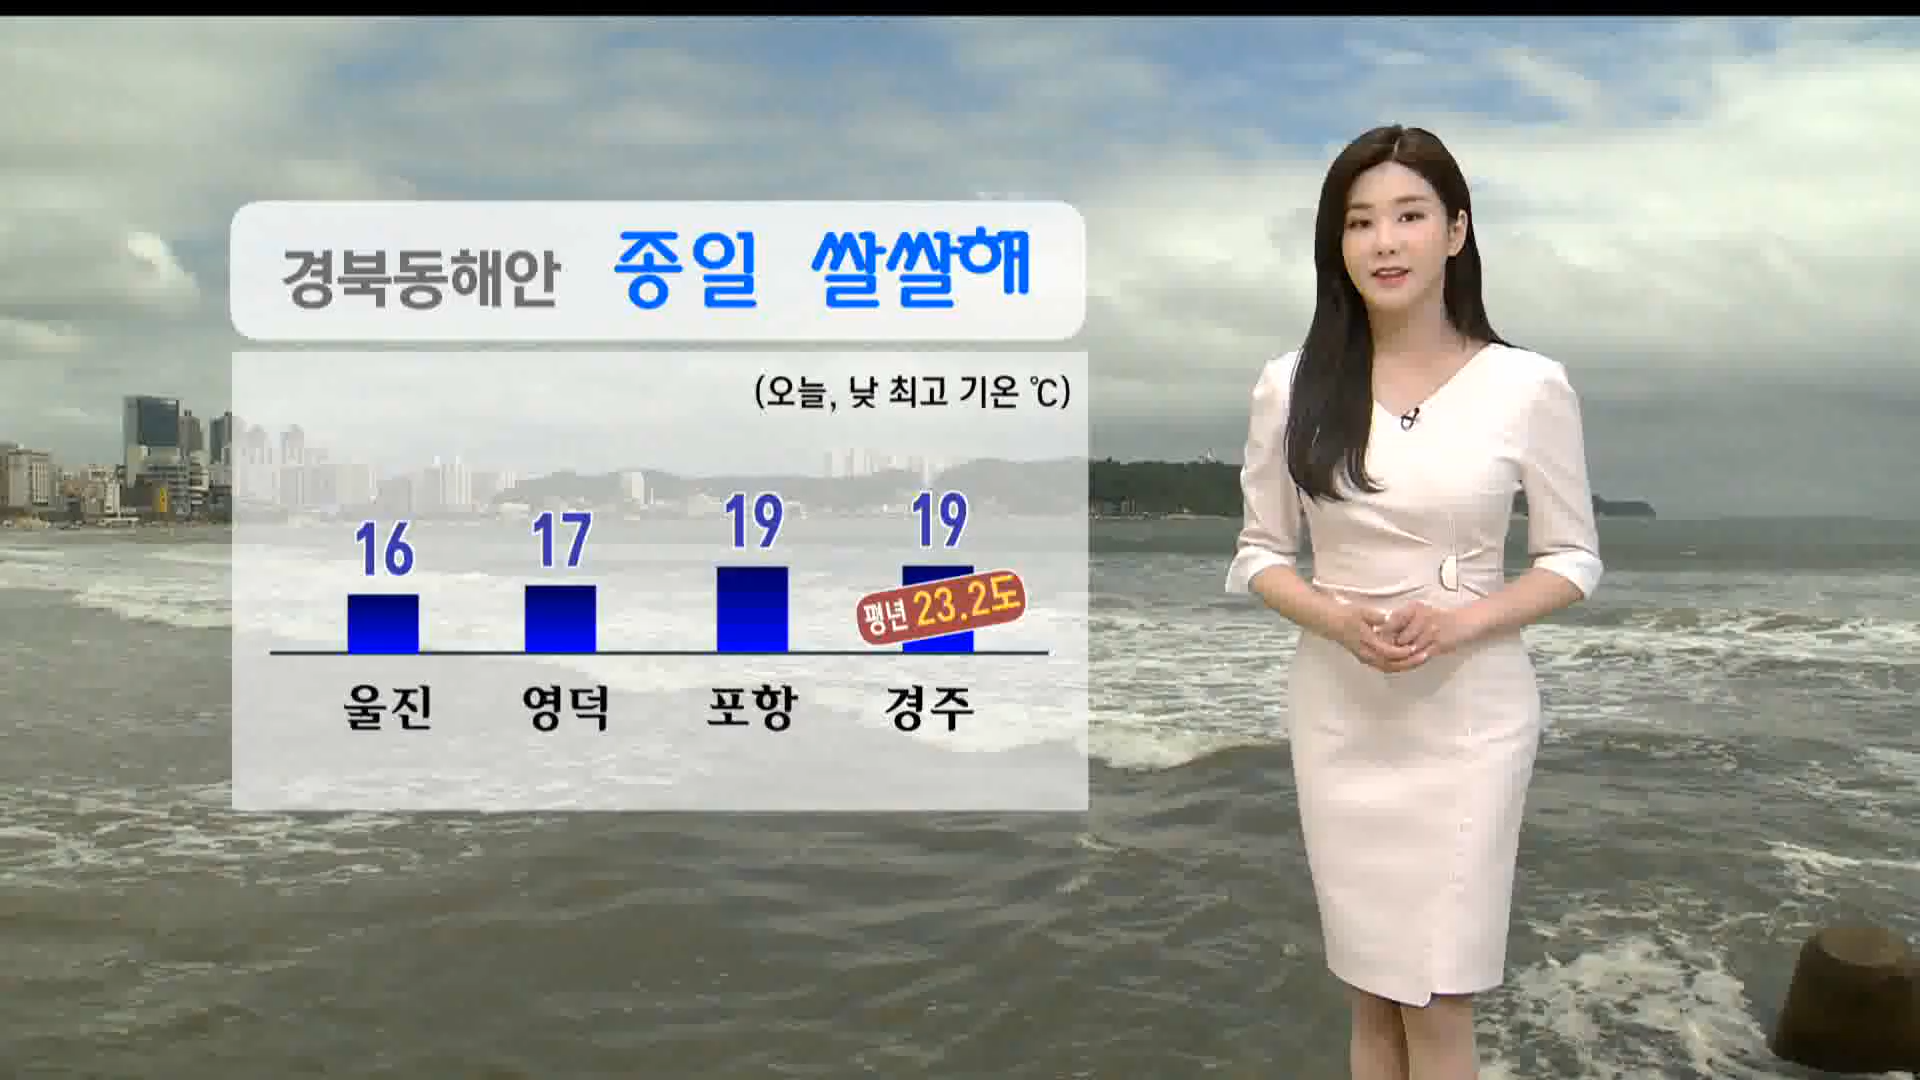 경북동해안 종일 쌀쌀해
(오늘, 낮 최고 기온 ℃)
16 17 19 19
평년 23.2도
울진 영덕 포항 경주